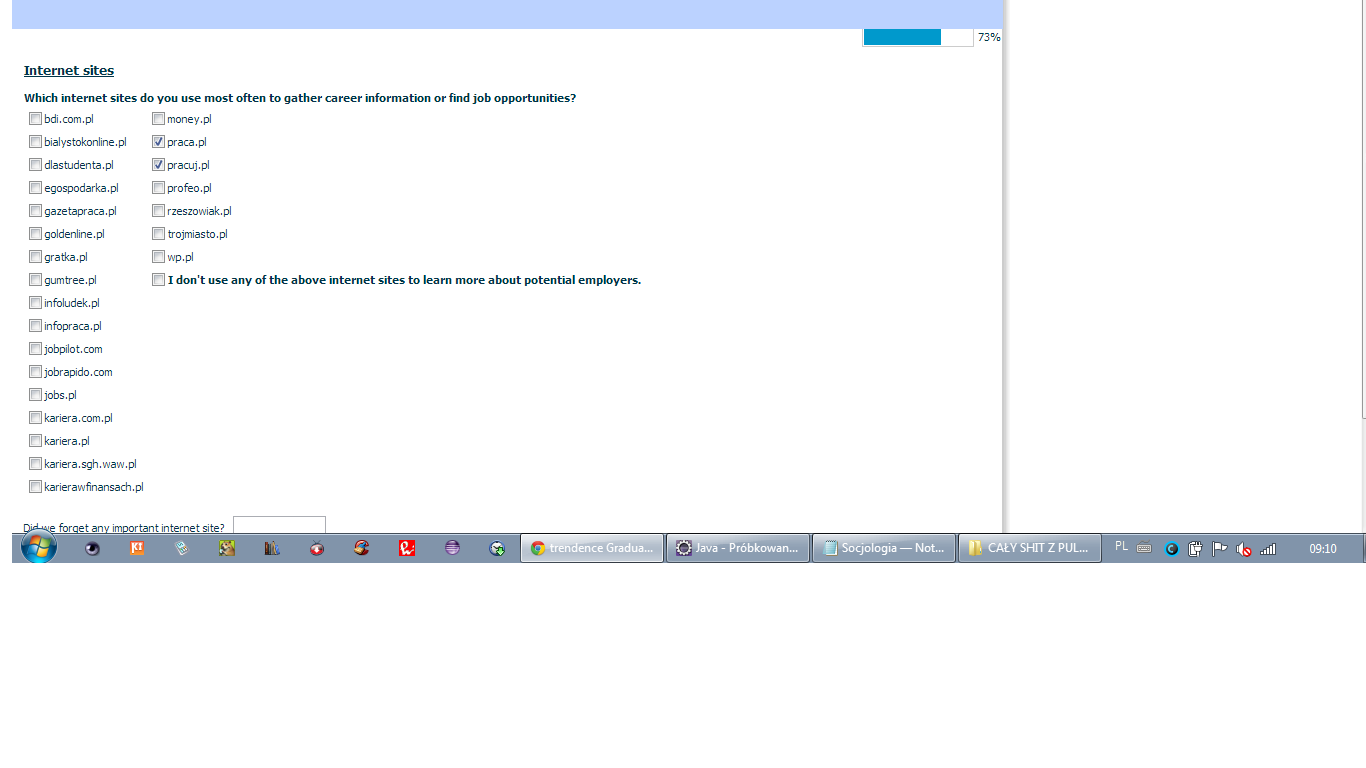 73%
Internet sites
Which internet sites do you use most often to gather career information or find job opportunities?
bdi.com.pl
bialystokonline.pl
dlastudenta.pl
egospodarka.pl
gazetapraca.pl
goldenline.pl
gratka.pl
gumtree.pl
infoludek.pl
infopraca.pl
jobpilot.com
jobrapido.com
jobs.pl
kariera.com.pl
kariera.pl
kariera.sgh.waw.pl
karierawfinansach.pl
money.pl
praca.pl
pracuj.pl
profeo.pl
rzeszowiak.pl
trojmiasto.pl
wp.pl
I don't use any of the above internet sites to learn more about potential employers.
Did we forget any important internet site?
trendence Gradua...
Java - Próbkowan...
Socjologia — Not...
CAŁY SHIT Z PUL...
PL
09:10